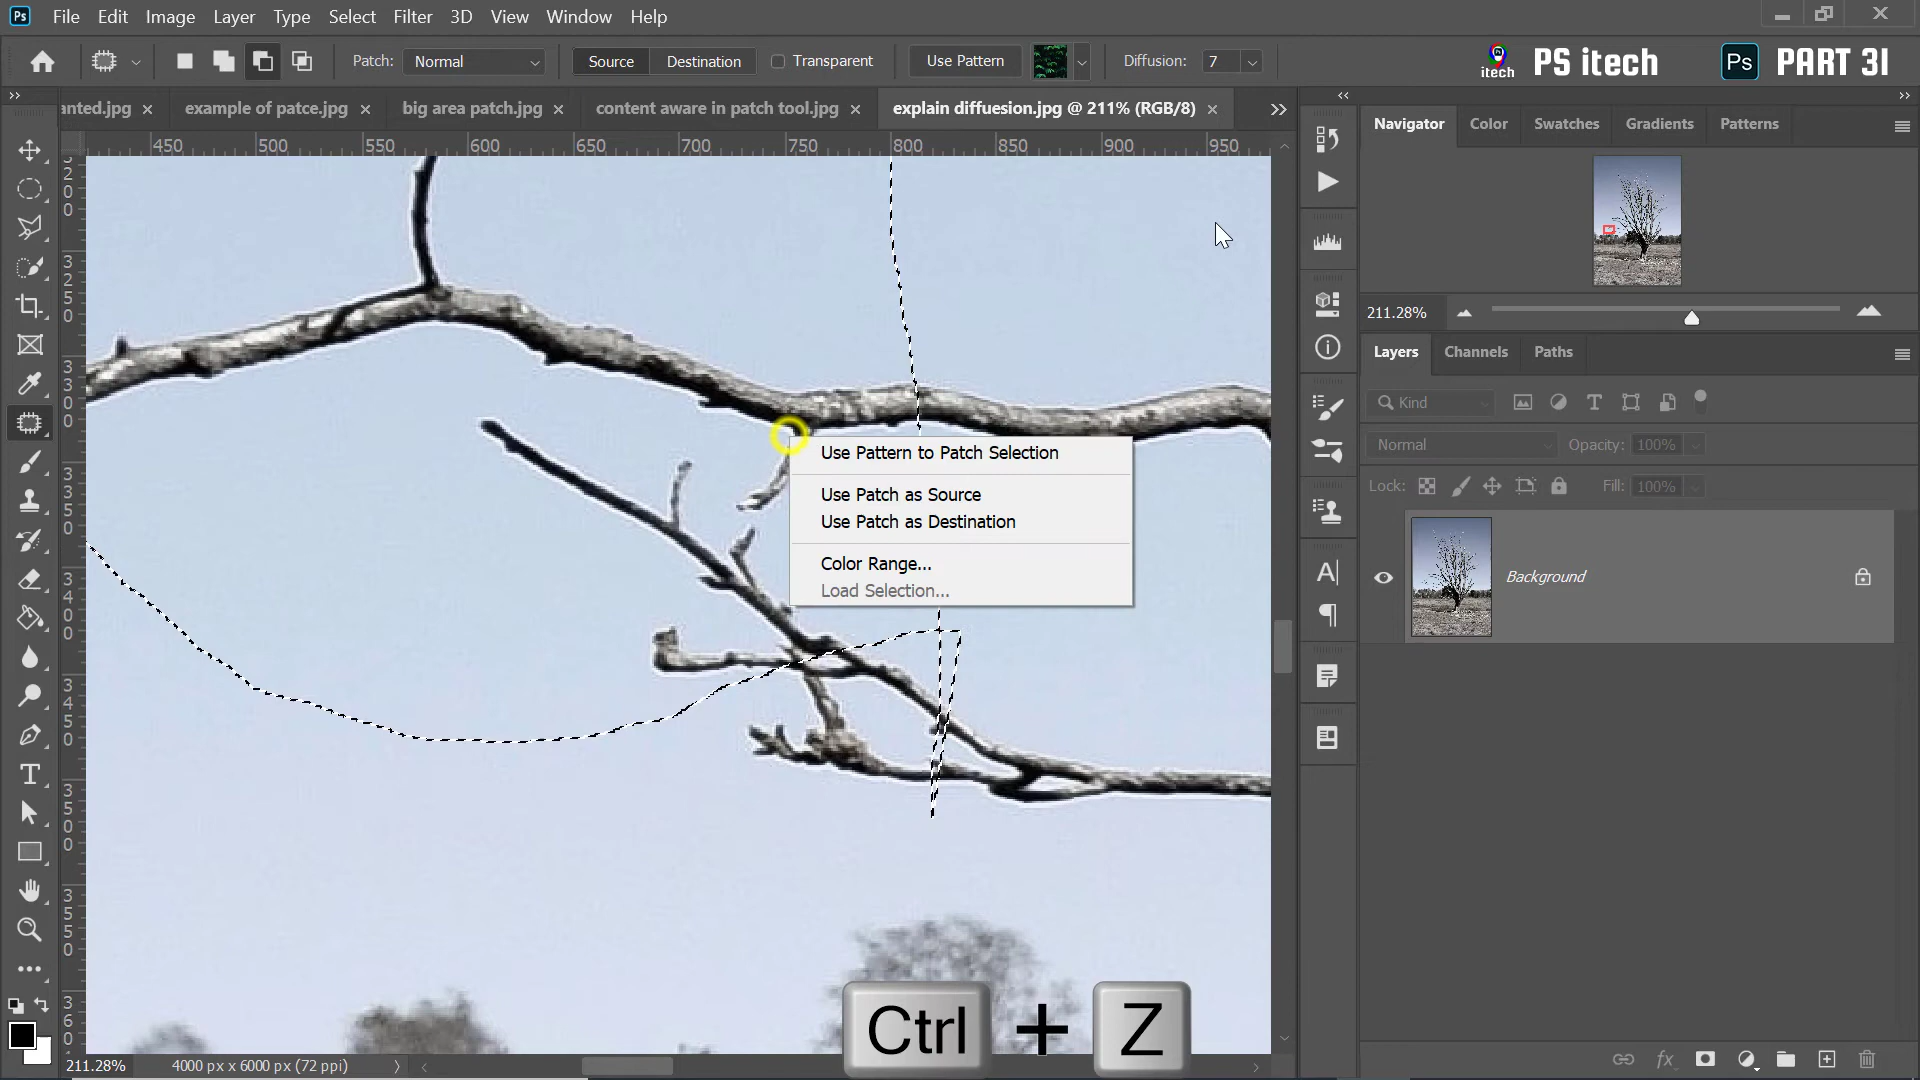 Ps File Edit Image Layer Type Select Filter 3D View Window Help
Patch: Normal Source Destination Transparent Use Pattern Diffusion: 7
itech PS itech Ps PART 31
anted.jpg example of patce.jpg big area patch.jpg content aware in patch tool.jpg explain diffuesion.jpg @ 211% (RGB/8)
Navigator Color Swatches Gradients Patterns
450 500 550 600 650 700 750 800 850 900 950
211.28%
Layers Channels Paths
Kind
Normal Opacity: 100%
Lock: Fill: 100%
Background
Use Pattern to Patch Selection
Use Patch as Source
Use Patch as Destination
Color Range...
Load Selection...
Ctrl + Z
211.28% 4000 px x 6000 px (72 ppi)